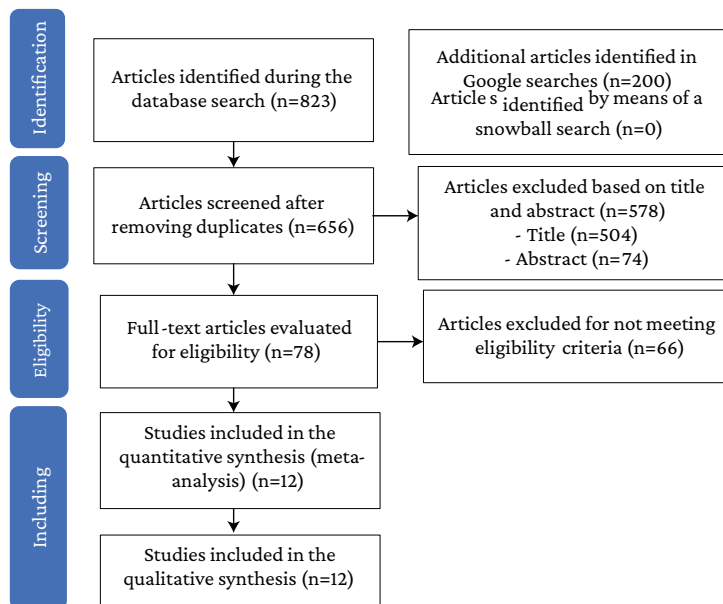 Identification
Articles identified during the
database search (n=823)
Additional articles identified in
Google searches (n=200)
Articles identified by means of a
snowball search (n=0)
Screening
Articles screened after
removing duplicates (n=656)
Articles excluded based on title
and abstract (n=578)
- Title (n=504)
- Abstract (n=74)
Eligibility
Full-text articles evaluated
for eligibility (n=78)
Articles excluded for not meeting
eligibility criteria (n=66)
Including
Studies included in the
quantitative synthesis (meta-
analysis) (n=12)
Studies included in the
qualitative synthesis (n=12)